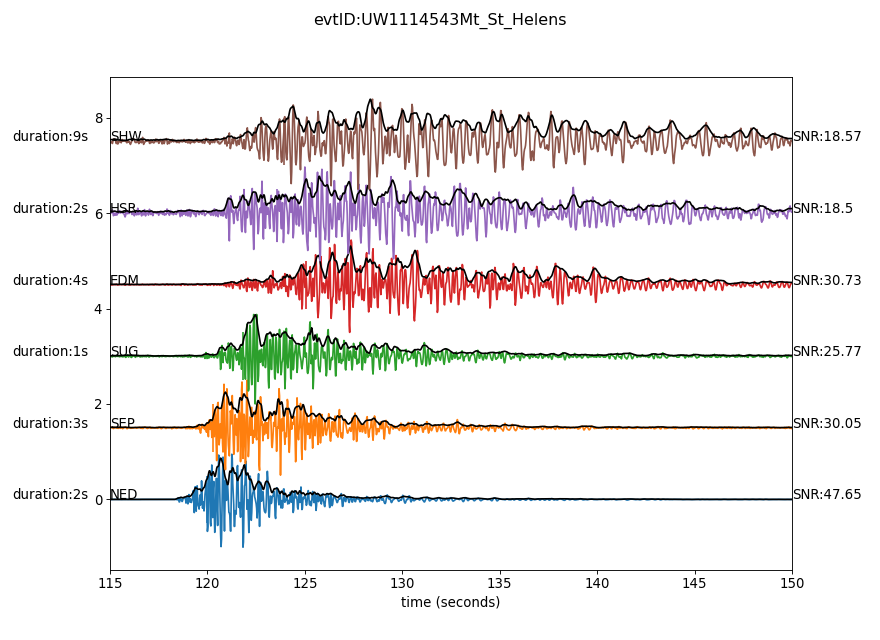 evtID:UW1114543Mt_St_Helens
8
duration:9s SHW SNR:18.57
duration:2s HSR SNR:18.5
6
duration:4s EDM SNR:30.73
4
duration:1s SUG SNR:25.77
2
duration:3s SEP SNR:30.05
duration:2s NED SNR:47.65
0
115 120 125 130 135 140 145 150
time (seconds)